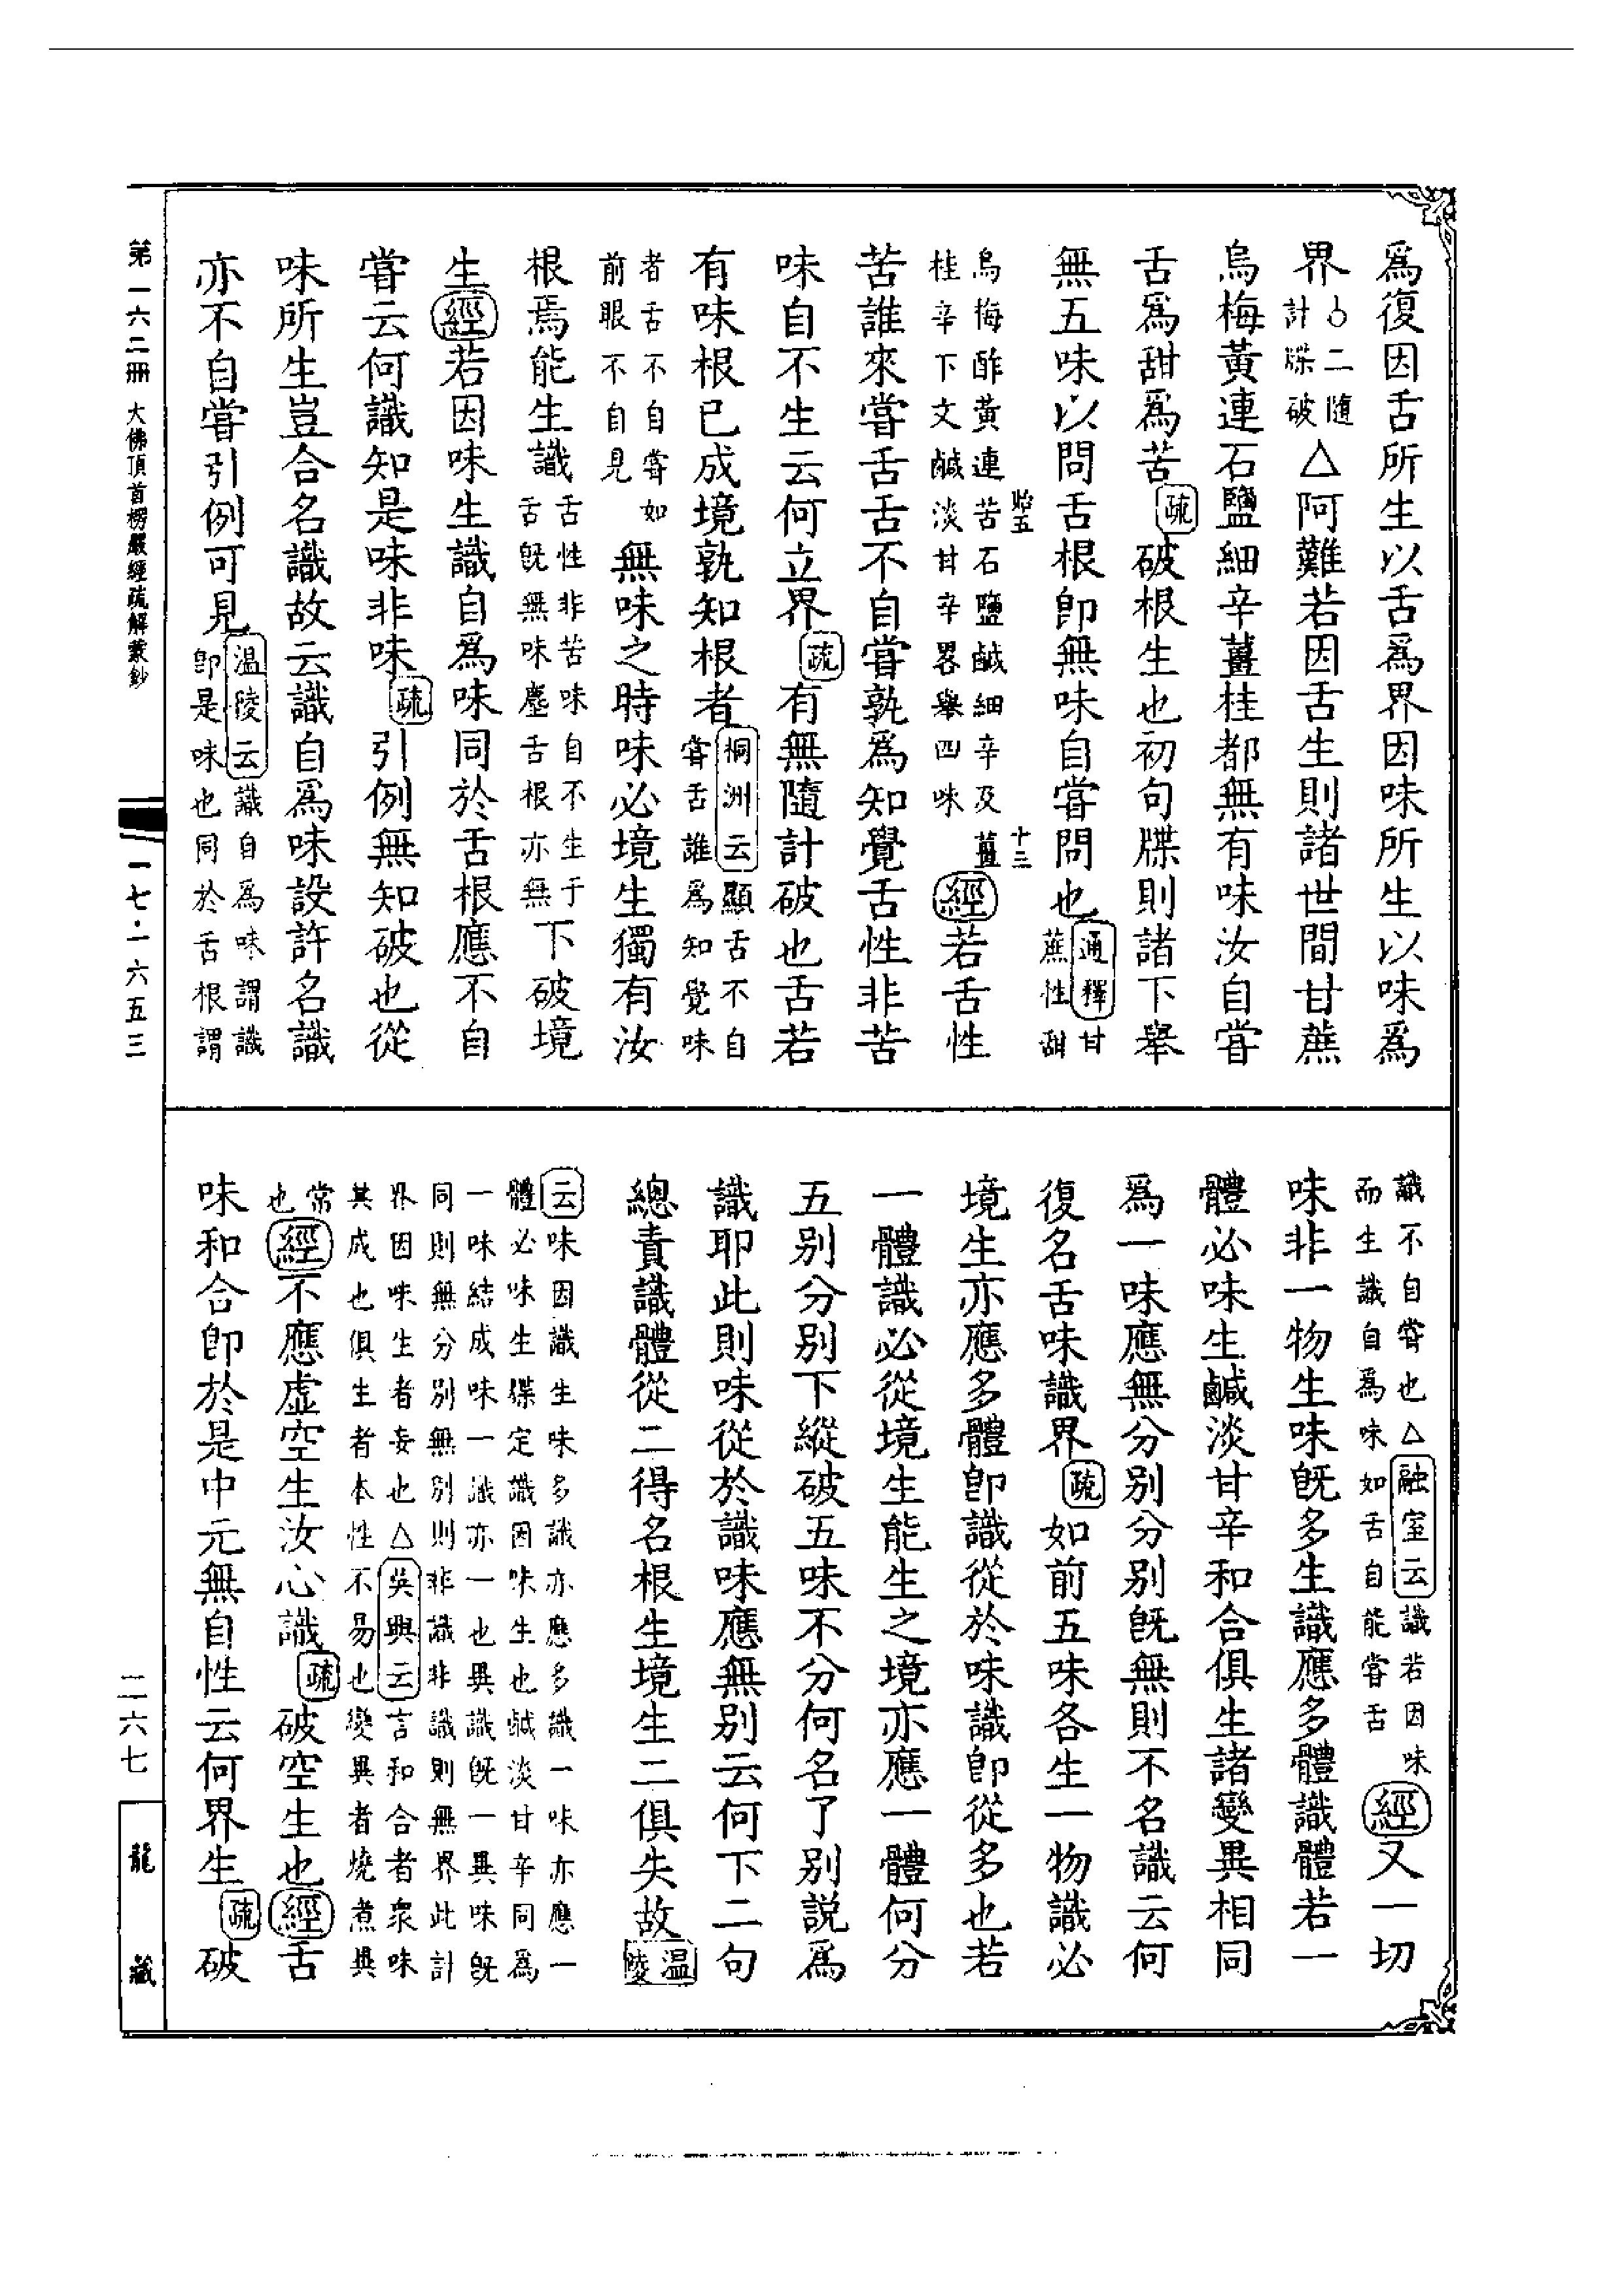 爲復因舌所生以舌爲界因味所生以味爲
界
二隨
計牒破
△阿難若因舌生則諸世間甘蔗
烏梅黃連石鹽細辛薑桂都無有味汝自嘗
舌爲甜爲苦疏破根生也初句牒則諸下舉
無五味以問舌根卽無味自嘗問也
通釋甘
蔗性甜
烏梅酢黃連苦石鹽鹹細辛及薑
桂辛下文鹹淡甘辛畧舉四味
經若舌性
苦誰來嘗舌舌不自嘗孰爲知覺舌性非苦
味自不生云何立界疏有無隨計破也舌若
有味根已成境孰知根者
桐洲云顯舌不自
嘗舌誰爲知覺味
者舌不自嘗如
前眼不自見
無味之時味必境生獨有汝
根焉能生識
舌性非苦味自不生于
舌旣無味塵舌根亦無
下破境
生經若因味生識自爲味同於舌根應不自
嘗云何識知是味非味疏引例無知破也從
味所生豈合名識故云識自爲味設許名識
亦不自嘗引例可見
温陵云識自爲味謂識
卽是味也同於舌根謂
識不自嘗也△融室云識若因味
而生識自爲味如舌自能嘗舌
經又一切
味非一物生味旣多生識應多體識體若一
體必味生鹹淡甘辛和合俱生諸變異相同
爲一味應無分別分別旣無則不名識云何
復名舌味識界疏如前五味各生一物識必
境生亦應多體卽識從於味識卽從多也若
一體識必從境生能生之境亦應一體何分
五別分別下縱破五味不分何名了別説爲
識耶此則味從於識味應無別云何下二句
總責識體從二得名根生境生二俱失故
温
陵
云味因識生味多識亦應多識一味亦應一
體必味生牒定識因味生也鹹淡甘辛同爲
一味結成味一識亦一也異識旣一異味旣
同則無分別無別則非識非識則無界此計
界因味生者妄也△吳興云言和合者衆味
共成也俱生者本性不易也變異者燒煮異
常
也
經不應虛空生汝心識疏破空生也經舌
味和合卽於是中元無自性云何界生疏破
貽五
十三
第一六二冊 大佛頂首楞嚴經疏解蒙鈔
一七·一六五三
二六七
龍藏